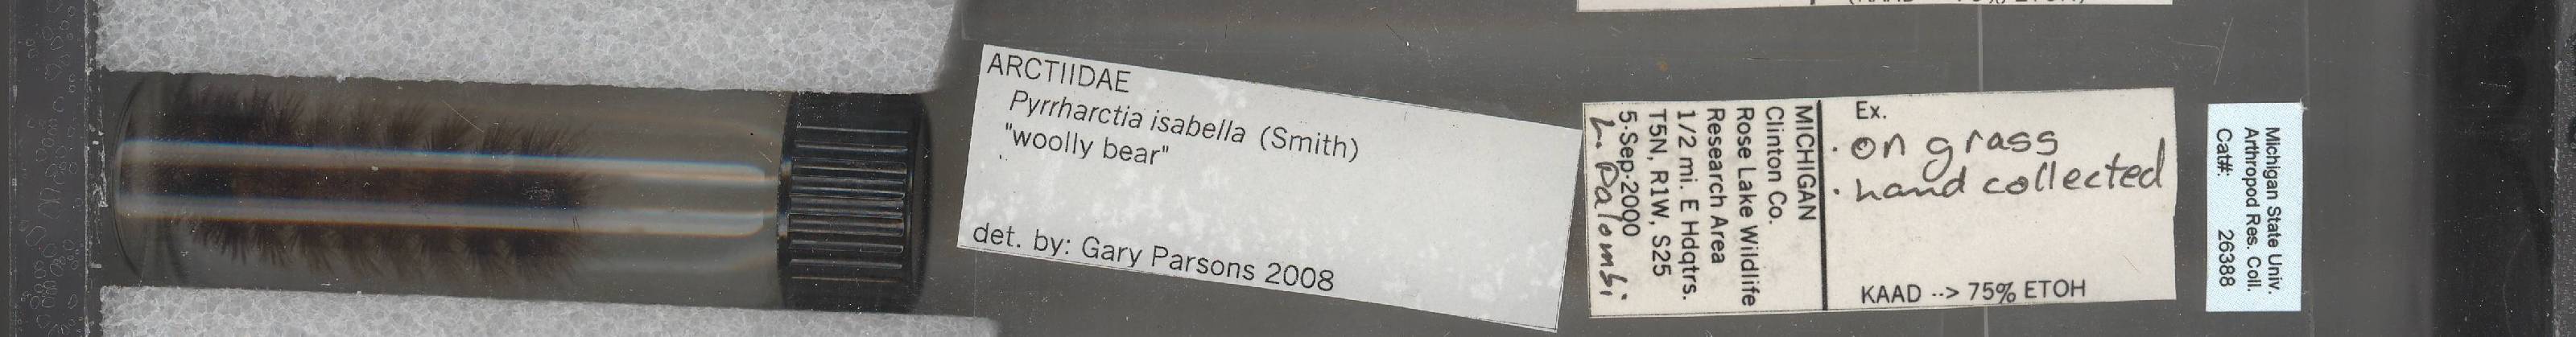 ARCTIIDAE
Pyrrharctia isabella (Smith)
"woolly bear"
det. by: Gary Parsons 2008
MICHIGAN
Clinton Co.
Rose Lake Wildlife
Research Area
1/2 mi. E Hdqtrs.
T5N, R1W, S25
5-Sep-2000
L. Palombi
Ex.
· on grass
· hand collected
KAAD --> 75% ETOH
Michigan State Univ.
Arthropod Res. Coll.
Cat#: 26388